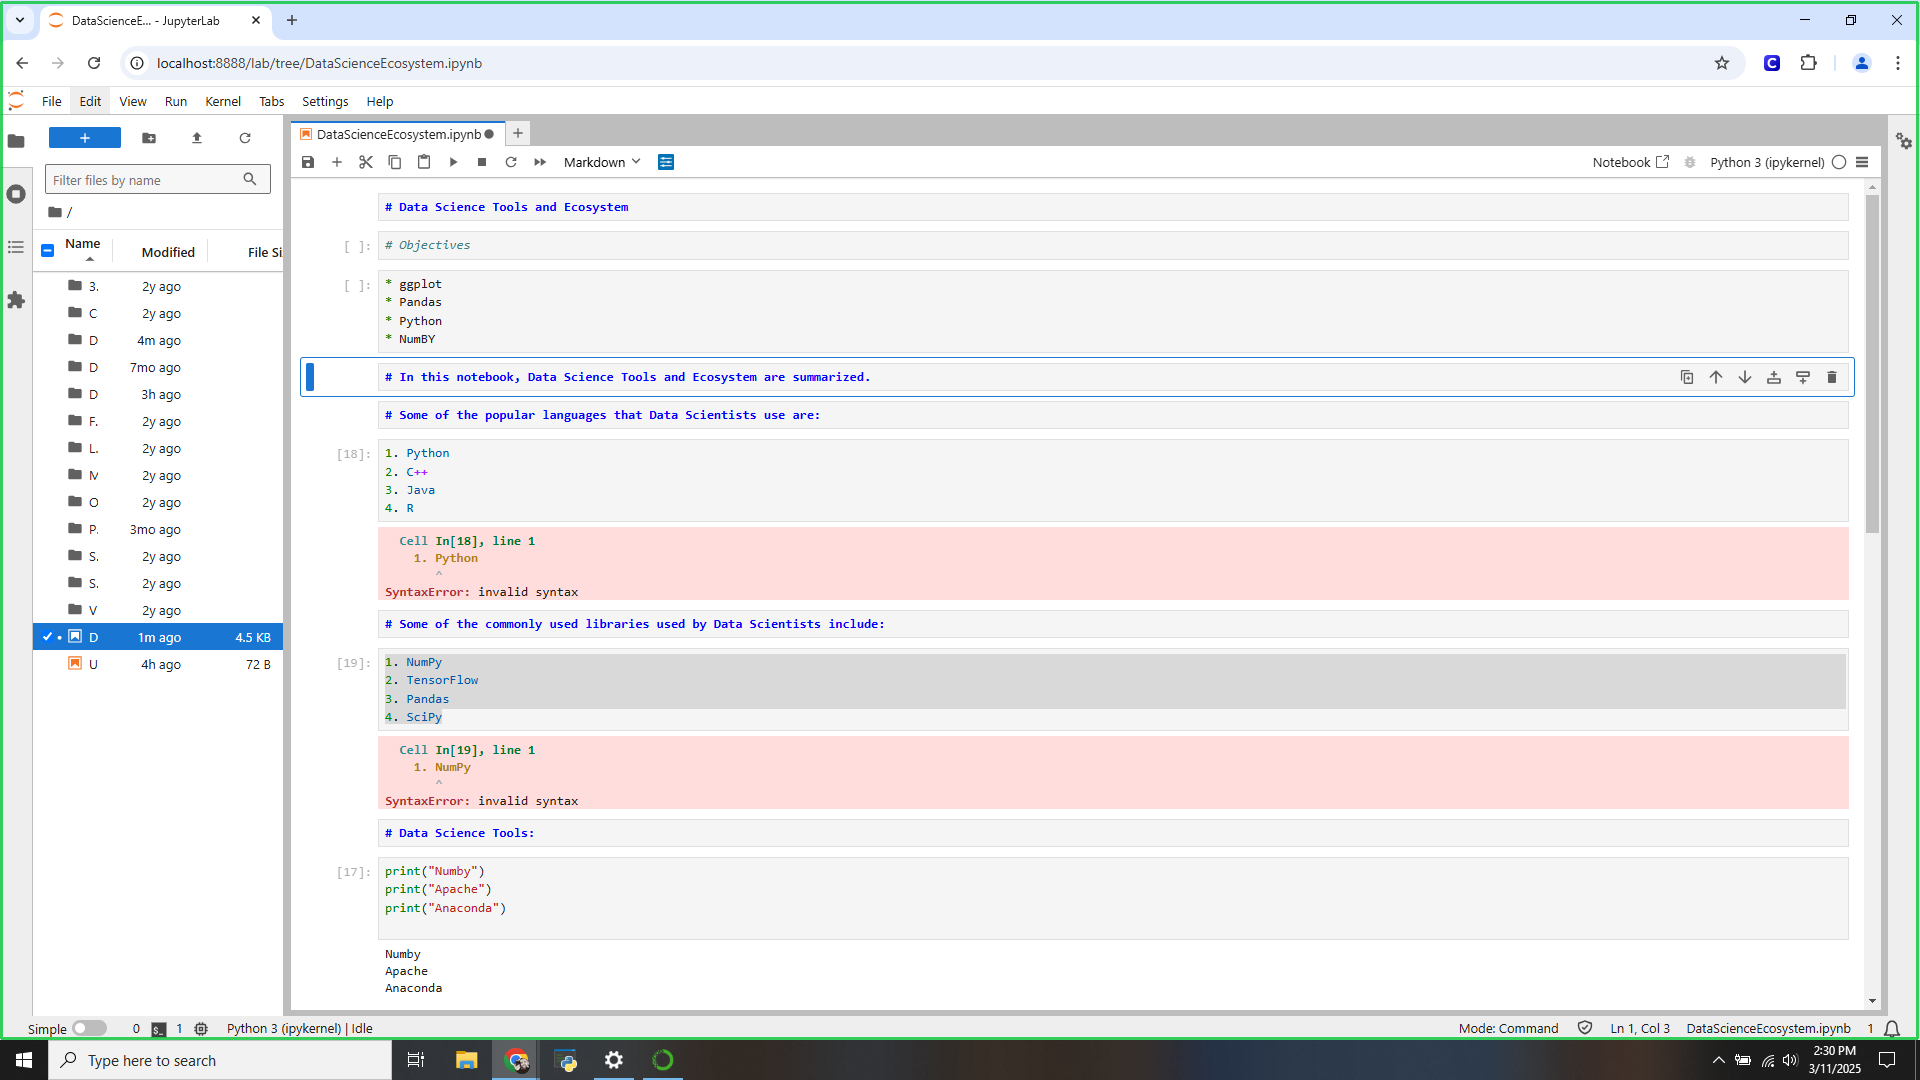 DataScienceE... - JupyterLab
localhost:8888/lab/tree/DataScienceEcosystem.ipynb
File Edit View Run Kernel Tabs Settings Help
DataScienceEcosystem.ipynb
Markdown
Notebook
Python 3 (ipykernel)
Filter files by name
/
Name
Modified
File Si
3. 2y ago
C 2y ago
D 4m ago
D 7mo ago
D 3h ago
F. 2y ago
L. 2y ago
M 2y ago
O 2y ago
P. 3mo ago
S. 2y ago
S. 2y ago
V 2y ago
D 1m ago 4.5 KB
U 4h ago 72 B
# Data Science Tools and Ecosystem
[ ]: # Objectives
[ ]: * ggplot
* Pandas
* Python
* NumBY
# In this notebook, Data Science Tools and Ecosystem are summarized.
# Some of the popular languages that Data Scientists use are:
[18]: 1. Python
2. C++
3. Java
4. R
Cell In[18], line 1
1. Python
^
SyntaxError: invalid syntax
# Some of the commonly used libraries used by Data Scientists include:
[19]: 1. NumPy
2. TensorFlow
3. Pandas
4. SciPy
Cell In[19], line 1
1. NumPy
^
SyntaxError: invalid syntax
# Data Science Tools:
[17]: print("Numby")
print("Apache")
print("Anaconda")
Numby
Apache
Anaconda
Simple 0 $_ 1 Python 3 (ipykernel) | Idle
Mode: Command Ln 1, Col 3 DataScienceEcosystem.ipynb 1
Type here to search
2:30 PM
3/11/2025